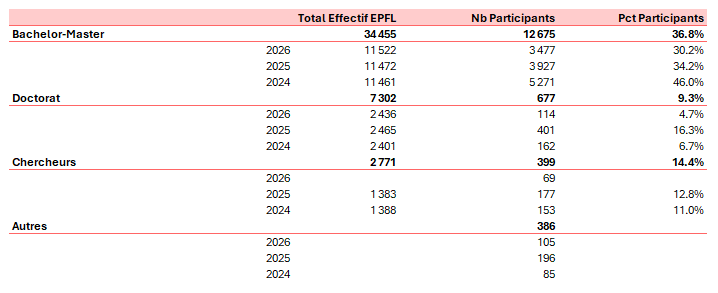 Total Effectif EPFL Nb Participants Pct Participants
Bachelor-Master 34 455 12 675 36.8%
2026 11 522 3 477 30.2%
2025 11 472 3 927 34.2%
2024 11 461 5 271 46.0%
Doctorat 7 302 677 9.3%
2026 2 436 114 4.7%
2025 2 465 401 16.3%
2024 2 401 162 6.7%
Chercheurs 2 771 399 14.4%
2026 69
2025 1 383 177 12.8%
2024 1 388 153 11.0%
Autres 386
2026 105
2025 196
2024 85